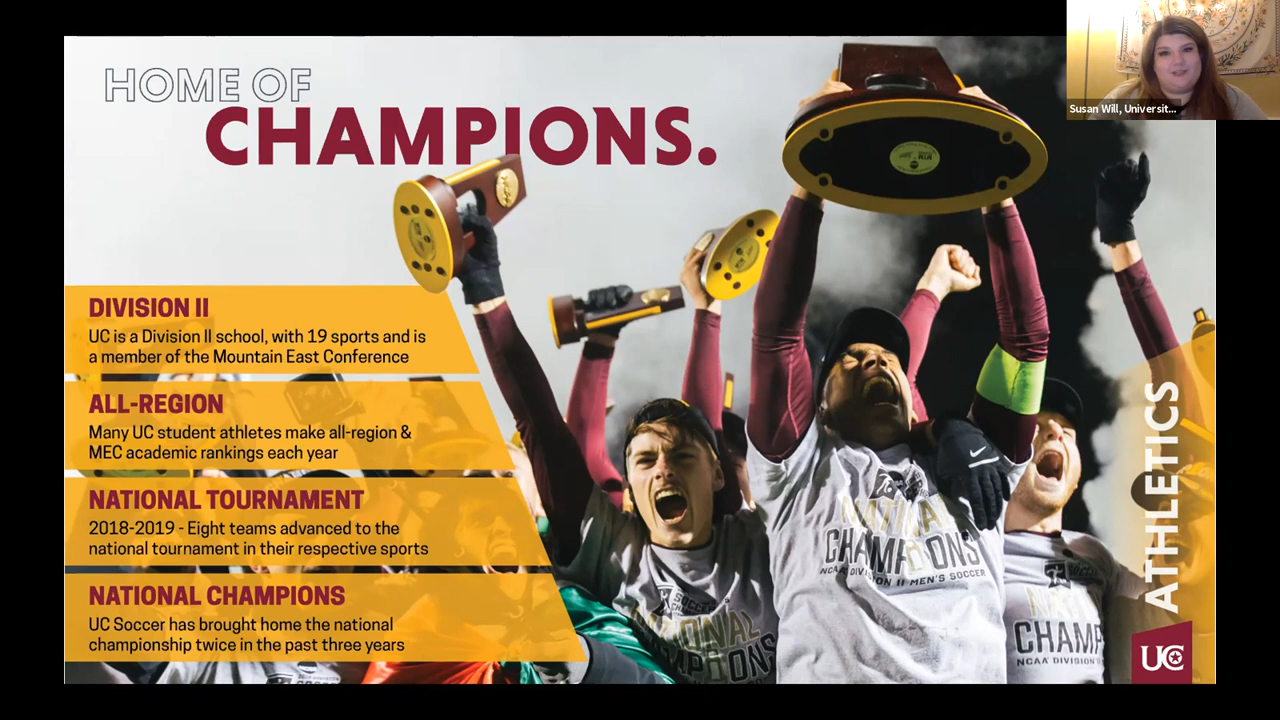 HOME OF
CHAMPIONS.
Susan Will, Universit...
DIVISION II
UC is a Division II school, with 19 sports and is
a member of the Mountain East Conference
ALL-REGION
Many UC student athletes make all-region &
MEC academic rankings each year
NATIONAL TOURNAMENT
2018-2019 - Eight teams advanced to the
national tournament in their respective sports
NATIONAL CHAMPIONS
UC Soccer has brought home the national
championship twice in the past three years
NATIONAL
CHAMPIONS
NATIONAL
CHAMPIONS
NCAA DIVISION II MEN'S SOCCER
CHAMP
NCAA DIVISION
ATHLETICS
UC